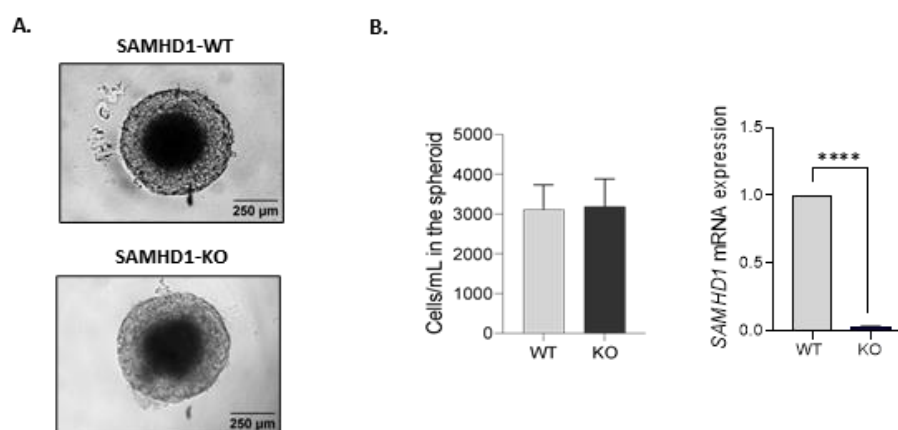 A.
SAMHD1-WT
250 µm
SAMHD1-KO
250 µm
B.
Cells/mL in the spheroid
5000
4000
3000
2000
1000
0
WT KO
SAMHD1 mRNA expression
1.5
1.0
0.5
0.0
****
WT KO